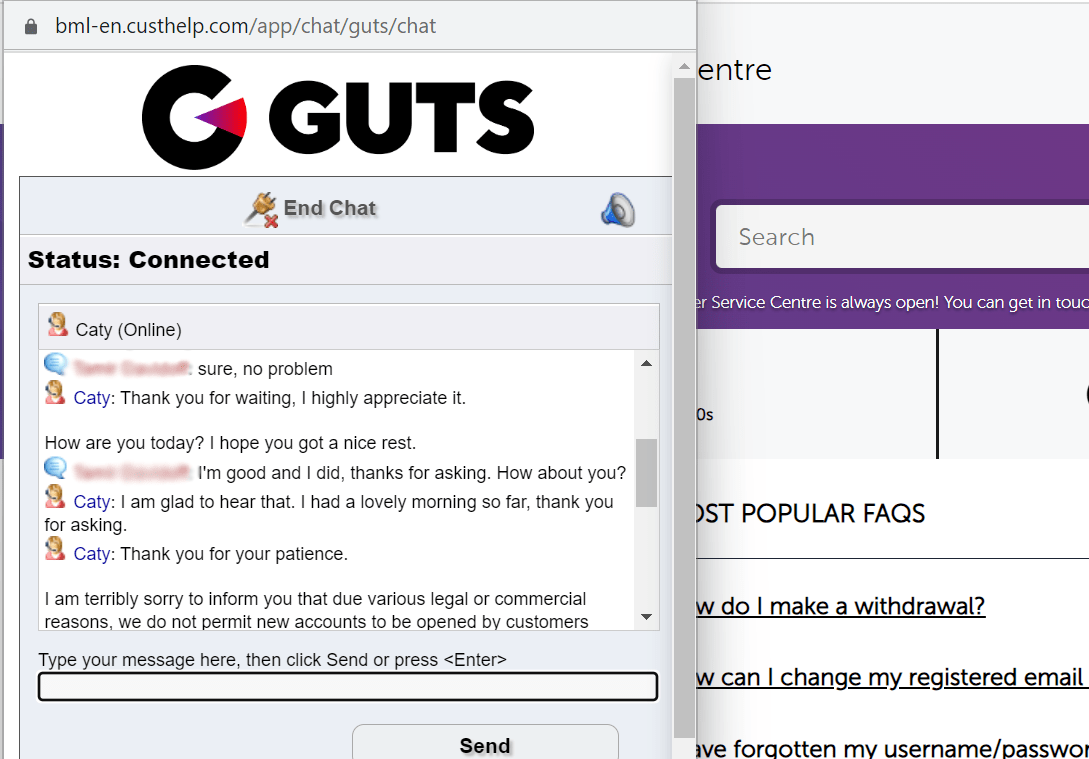 bml-en.custhelp.com/app/chat/guts/chat
GUTS
End Chat
Status: Connected
Caty (Online)
: sure, no problem
Caty: Thank you for waiting, I highly appreciate it.
How are you today? I hope you got a nice rest.
I'm good and I did, thanks for asking. How about you?
Caty: I am glad to hear that. I had a lovely morning so far, thank you
for asking.
Caty: Thank you for your patience.
I am terribly sorry to inform you that due various legal or commercial
reasons, we do not permit new accounts to be opened by customers
Type your message here, then click Send or press <Enter>
Send
entre
Search
er Service Centre is always open! You can get in touc
0s
OST POPULAR FAQS
w do I make a withdrawal?
w can I change my registered email
ave forgotten my username/passwor